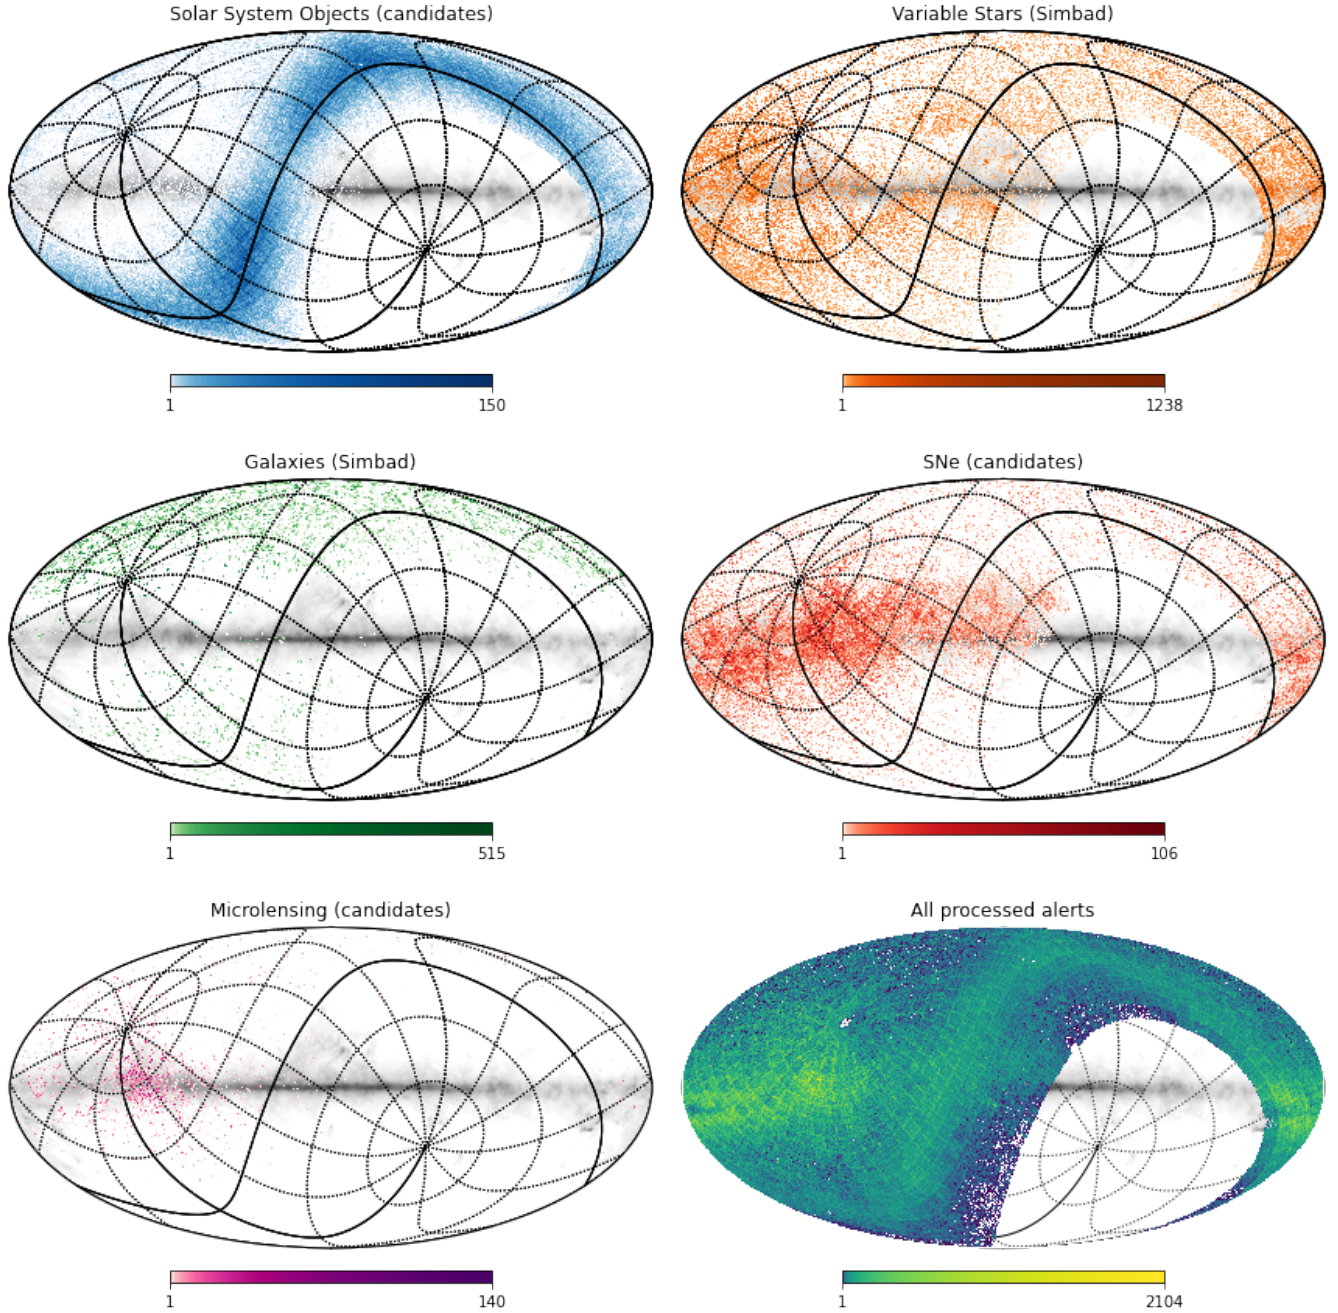 Solar System Objects (candidates)
Variable Stars (Simbad)
1 150
1 1238
Galaxies (Simbad)
SNe (candidates)
1 515
1 106
Microlensing (candidates)
All processed alerts
1 140
1 2104